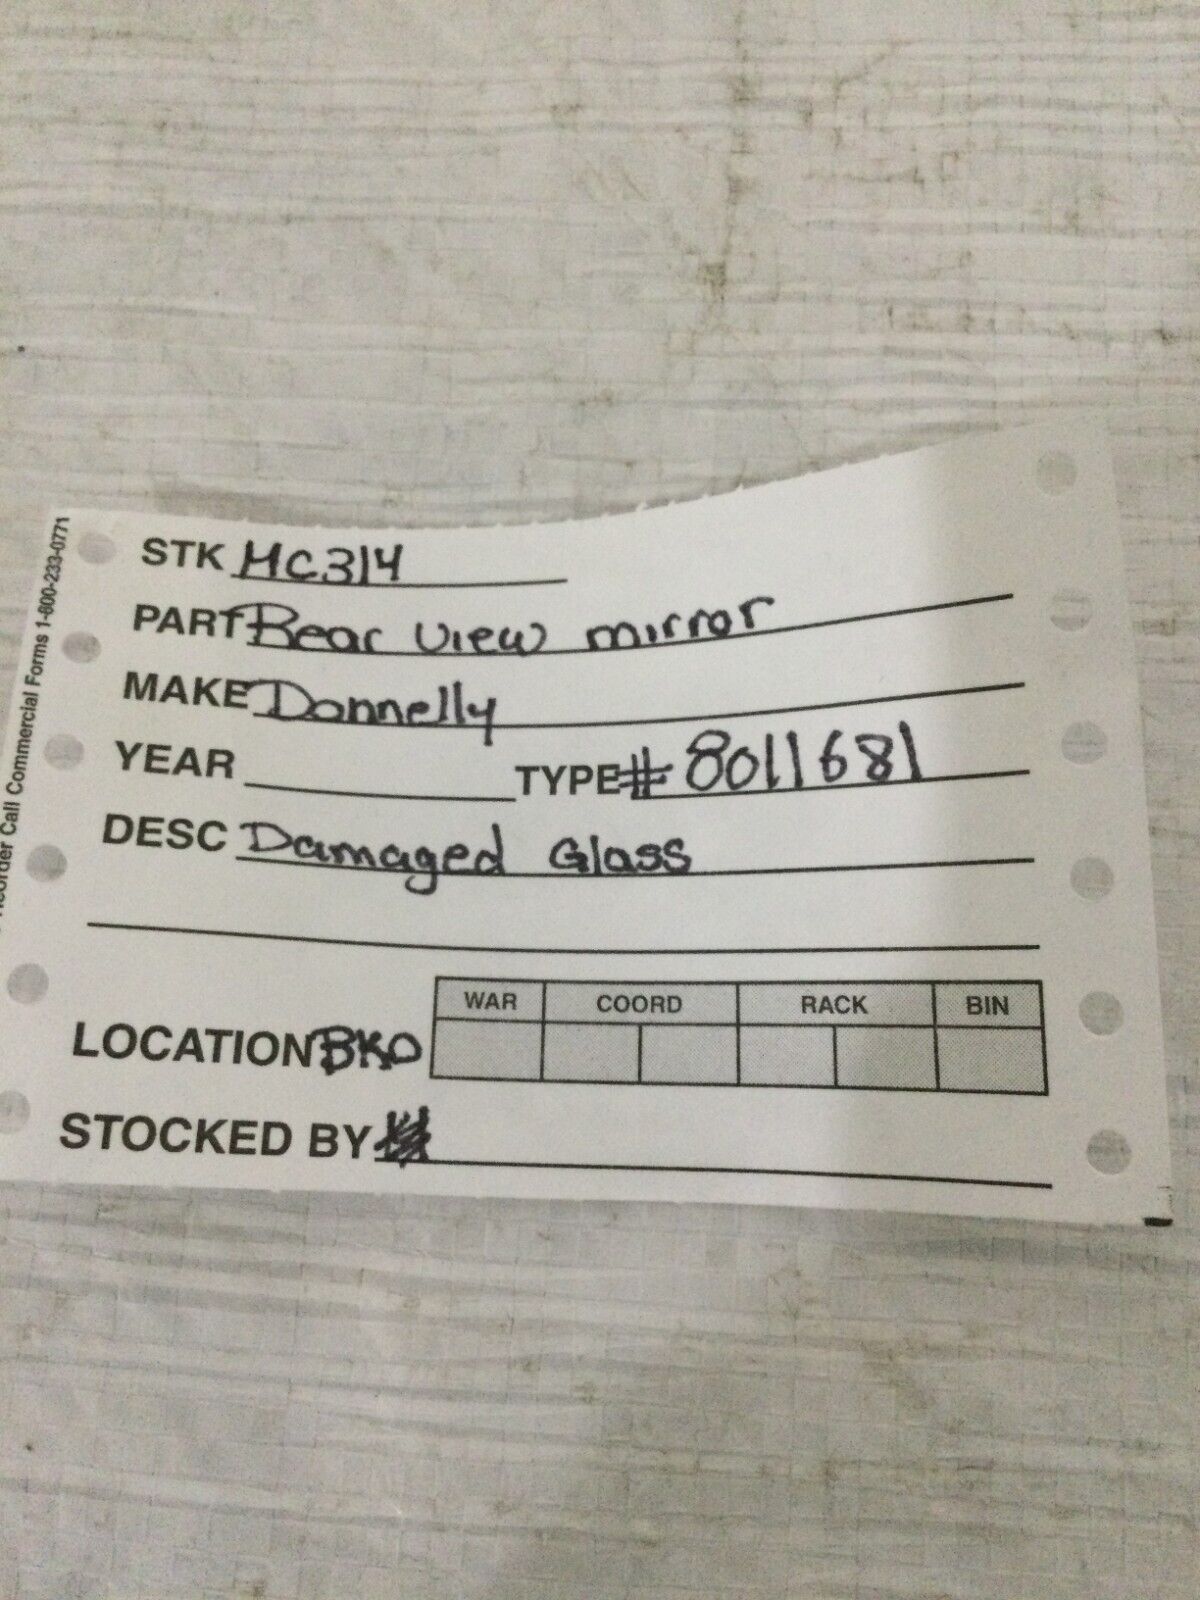 STK MC314
PART Rear view mirror
MAKE Donnelly
YEAR TYPE # 8011681
DESC Damaged Glass
WAR COORD RACK BIN
LOCATION BKO
STOCKED BY
Reorder Call Commercial Forms 1-800-233-0771